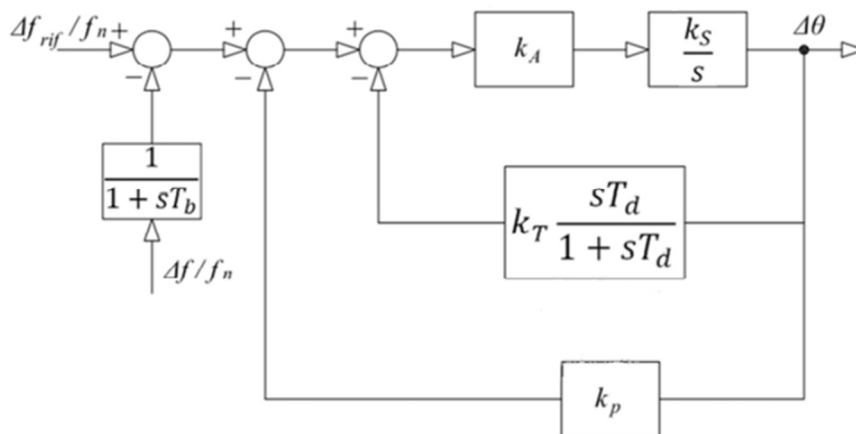 Δf_rif/f_n + + + k_A k_S/s Δθ
− − −
1/(1 + sT_b)
k_T sT_d/(1 + sT_d)
Δf/f_n
k_p